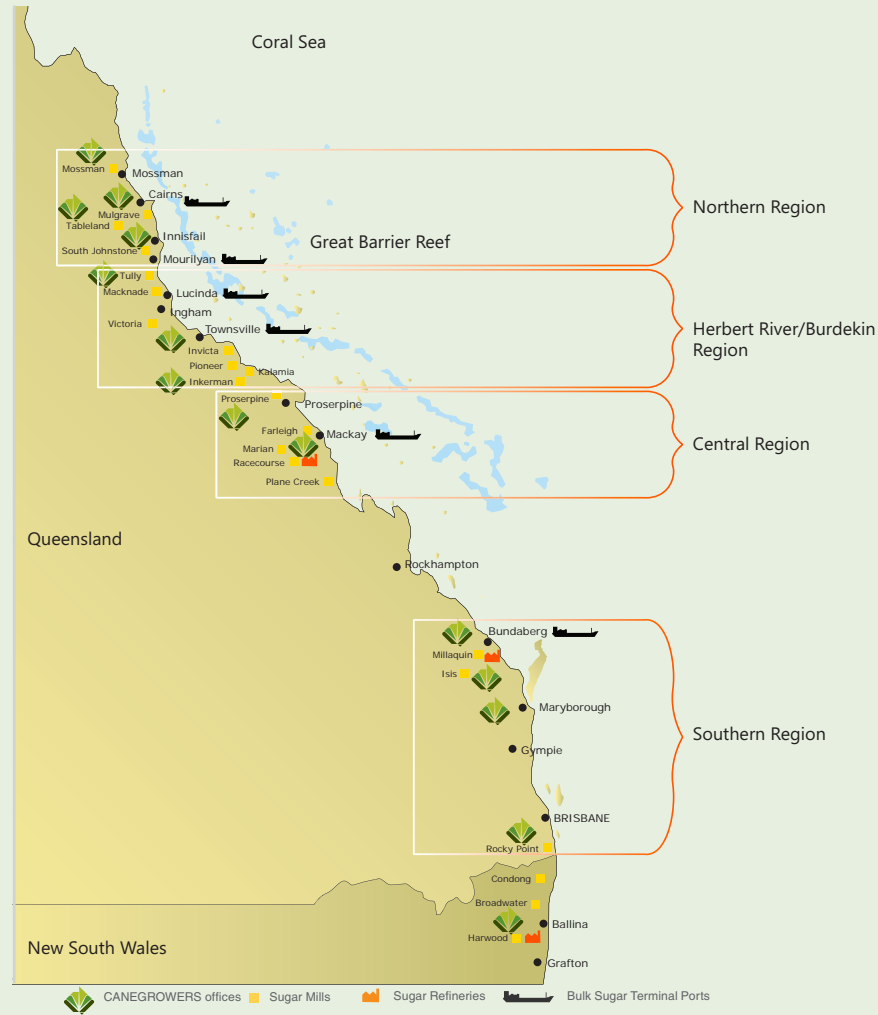 Coral Sea
Mossman
Mossman
Cairns
Mulgrave
Tableland
Innisfail
South Johnstone
Mourilyan
Northern Region
Great Barrier Reef
Tully
Macknade
Lucinda
Ingham
Victoria
Townsville
Invicta
Pioneer
Kalamia
Inkerman
Herbert River/Burdekin
Region
Proserpine
Proserpine
Farleigh
Mackay
Marian
Racecourse
Plane Creek
Central Region
Queensland
Rockhampton
Bundaberg
Millaquin
Isis
Maryborough
Gympie
BRISBANE
Rocky Point
Southern Region
Condong
Broadwater
Ballina
Harwood
Grafton
New South Wales
CANEGROWERS offices
Sugar Mills
Sugar Refineries
Bulk Sugar Terminal Ports